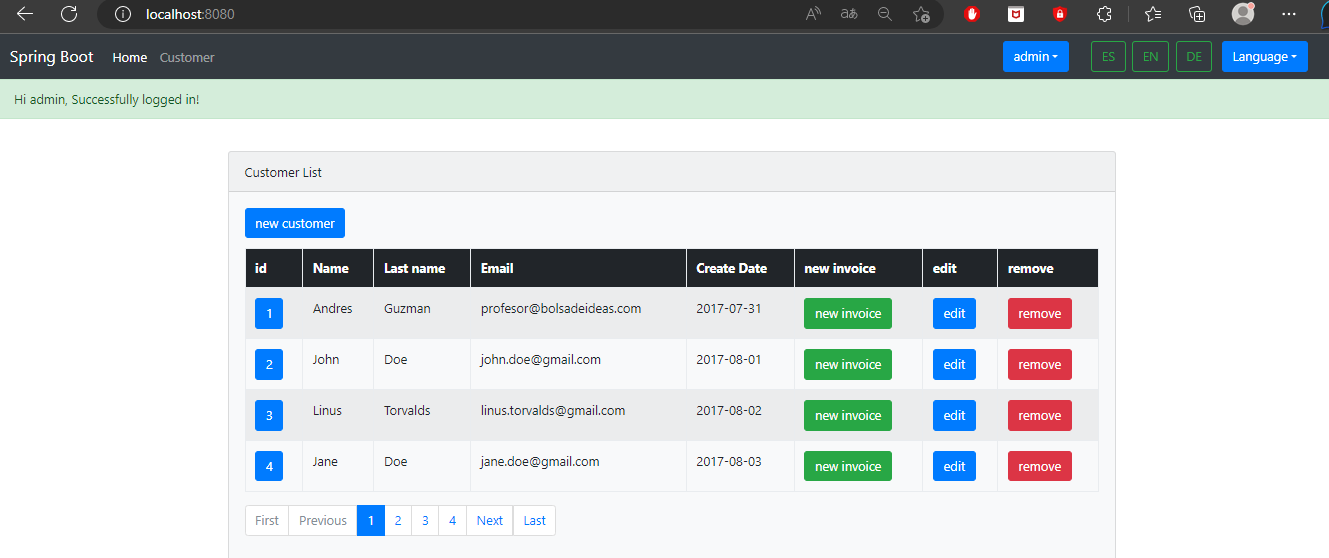 localhost:8080
Spring Boot Home Customer admin ES EN DE Language
Hi admin, Successfully logged in!
Customer List
new customer
id Name Last name Email Create Date new invoice edit remove
1 Andres Guzman profesor@bolsadeideas.com 2017-07-31 new invoice edit remove
2 John Doe john.doe@gmail.com 2017-08-01 new invoice edit remove
3 Linus Torvalds linus.torvalds@gmail.com 2017-08-02 new invoice edit remove
4 Jane Doe jane.doe@gmail.com 2017-08-03 new invoice edit remove
First Previous 1 2 3 4 Next Last